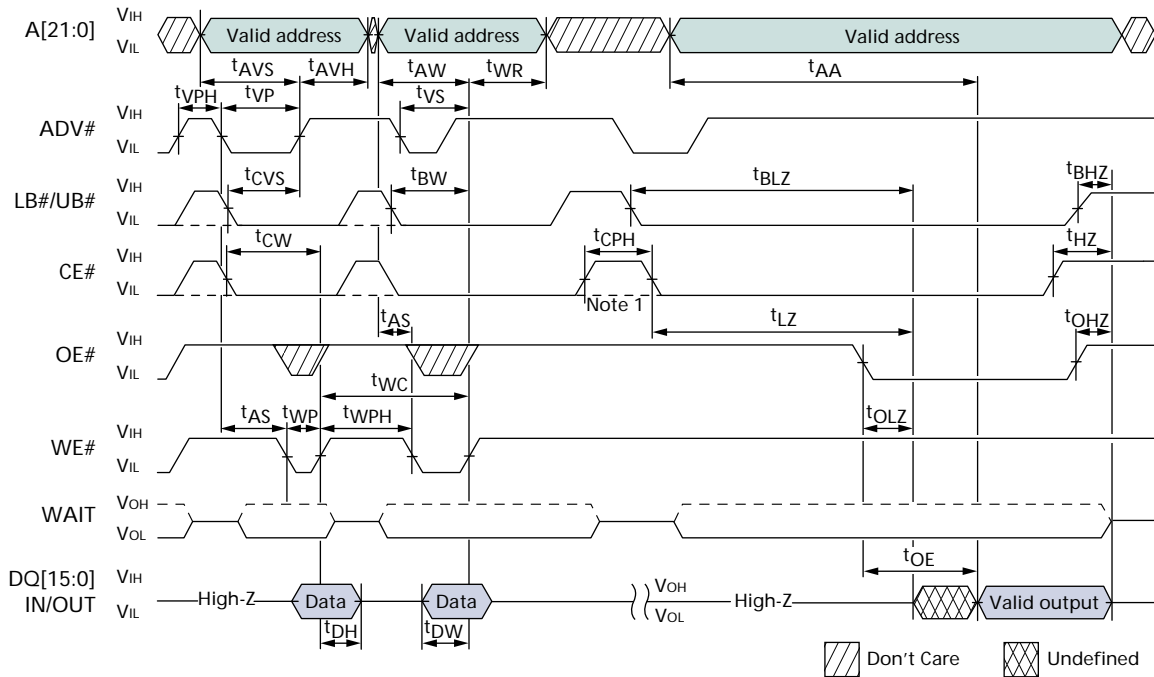 A[21:0]
VIH
VIL
Valid address
Valid address
Valid address
tAVS
tAVH
tAW
tWR
tAA
tVPH
tVP
tVS
ADV#
VIH
VIL
tCVS
tBW
tBLZ
tBHZ
LB#/UB#
VIH
VIL
tCW
tCPH
tHZ
CE#
VIH
VIL
Note 1
tAS
tLZ
tOHZ
OE#
VIH
VIL
tWC
tAS
tWP
tWPH
tOLZ
WE#
VIH
VIL
WAIT
VOH
VOL
tOE
DQ[15:0]
IN/OUT
VIH
VIL
High-Z
Data
Data
VOH
VOL
High-Z
Valid output
tDH
tDW
Don't Care
Undefined